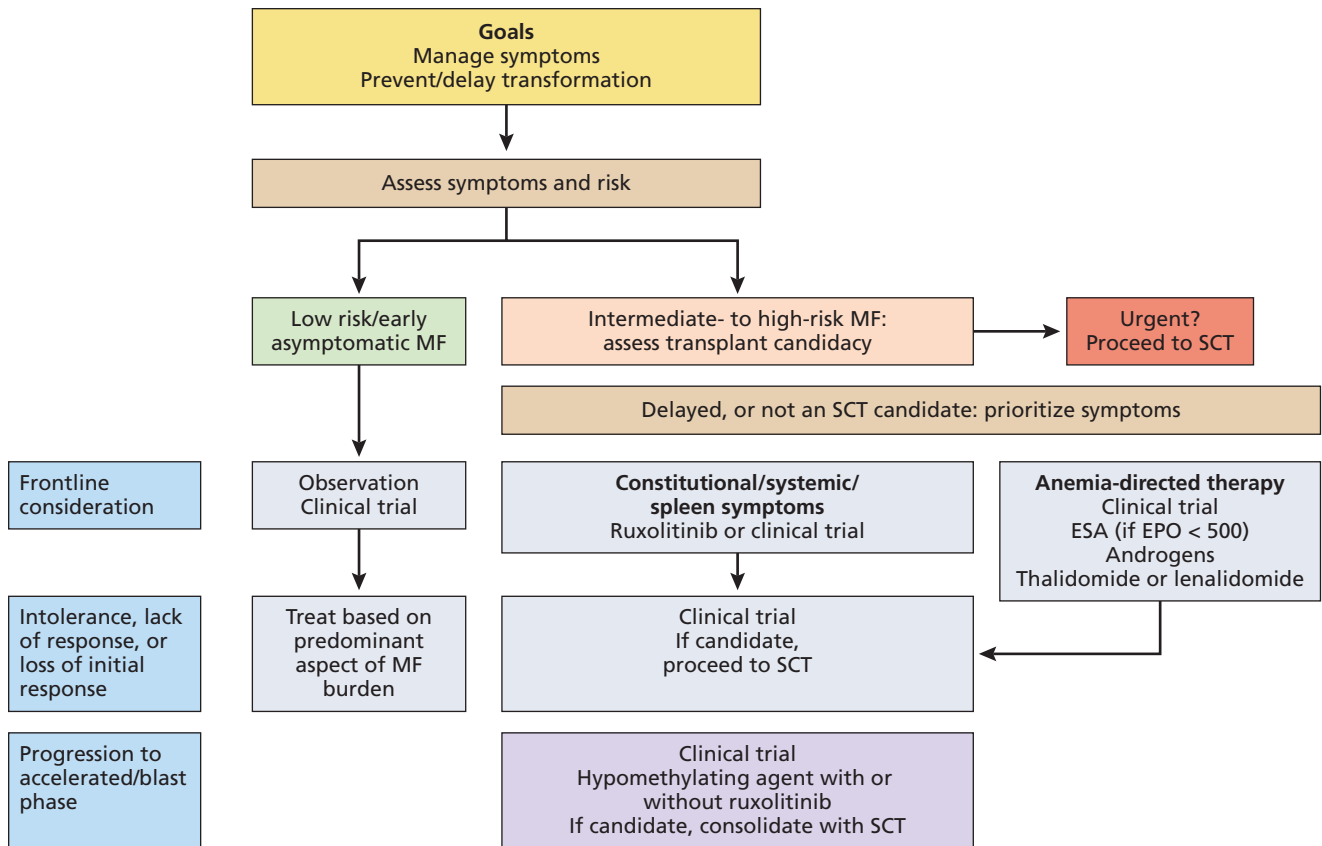 Goals
Manage symptoms
Prevent/delay transformation
Assess symptoms and risk
Low risk/early
asymptomatic MF
Intermediate- to high-risk MF:
assess transplant candidacy
Urgent?
Proceed to SCT
Delayed, or not an SCT candidate: prioritize symptoms
Frontline
consideration
Observation
Clinical trial
Constitutional/systemic/
spleen symptoms
Ruxolitinib or clinical trial
Anemia-directed therapy
Clinical trial
ESA (if EPO < 500)
Androgens
Thalidomide or lenalidomide
Intolerance, lack
of response, or
loss of initial
response
Treat based on
predominant
aspect of MF
burden
Clinical trial
If candidate,
proceed to SCT
Progression to
accelerated/blast
phase
Clinical trial
Hypomethylating agent with or
without ruxolitinib
If candidate, consolidate with SCT